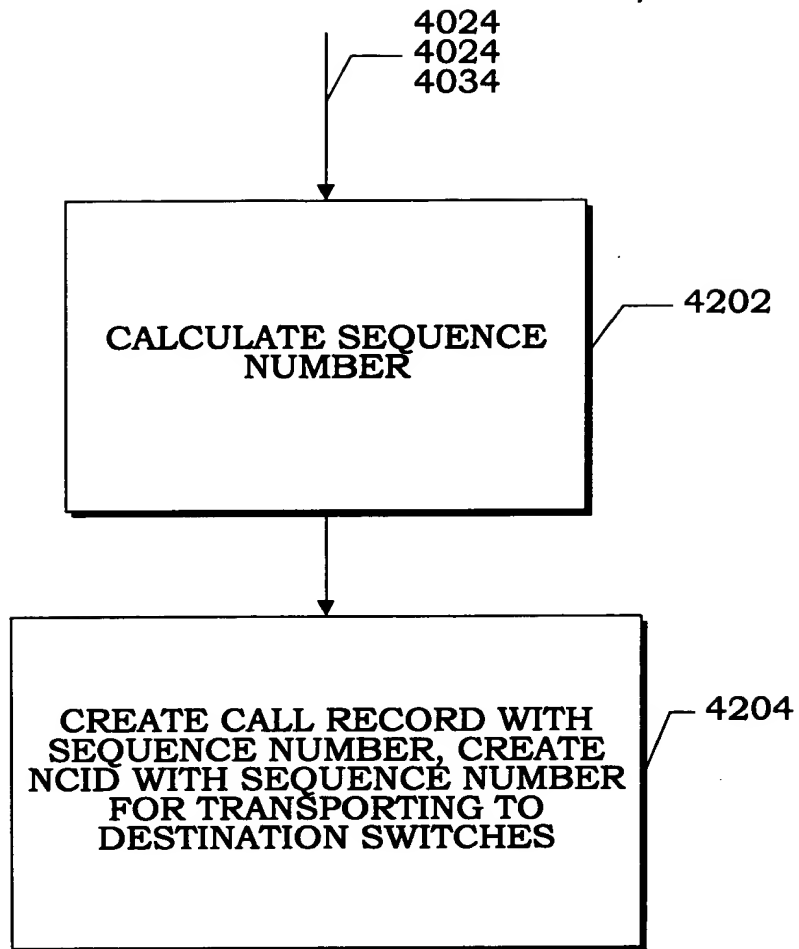 4024
4024
4034
4202
CALCULATE SEQUENCE
NUMBER
4204
CREATE CALL RECORD WITH
SEQUENCE NUMBER, CREATE
NCID WITH SEQUENCE NUMBER
FOR TRANSPORTING TO
DESTINATION SWITCHES